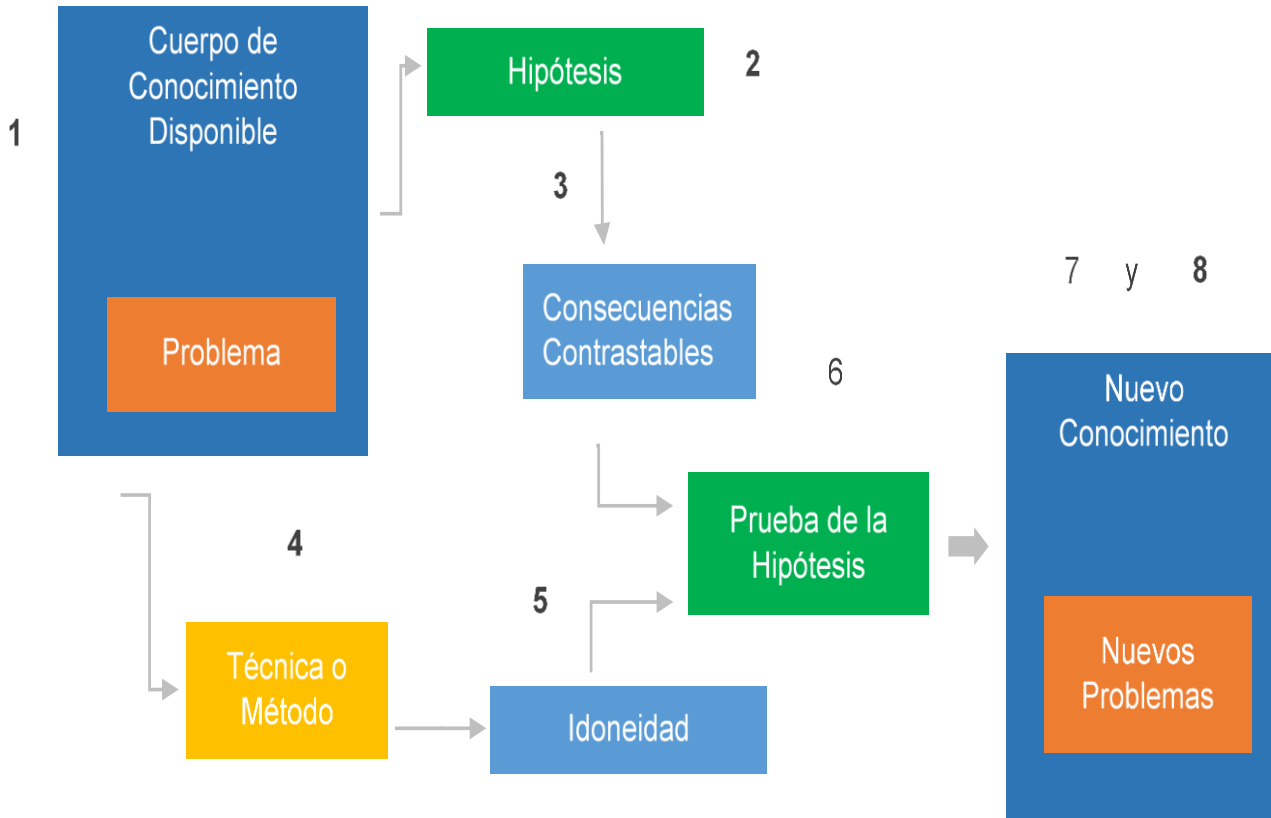 1
Cuerpo de
Conocimiento
Disponible
Problema
Hipótesis
2
3
Consecuencias
Contrastables
4
Técnica o
Método
5
Idoneidad
6
Prueba de la
Hipótesis
7 y 8
Nuevo
Conocimiento
Nuevos
Problemas